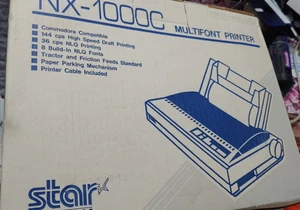 NX-1000C MULTIFONT PRINTER
• Commodore Compatible
• 144 cps High Speed Draft Printing
• 36 cps NLQ Printing
• 8 Built-in NLQ Fonts
• Tractor and Friction Feeds Standard
• Paper Parking Mechanism
• Printer Cable Included
star